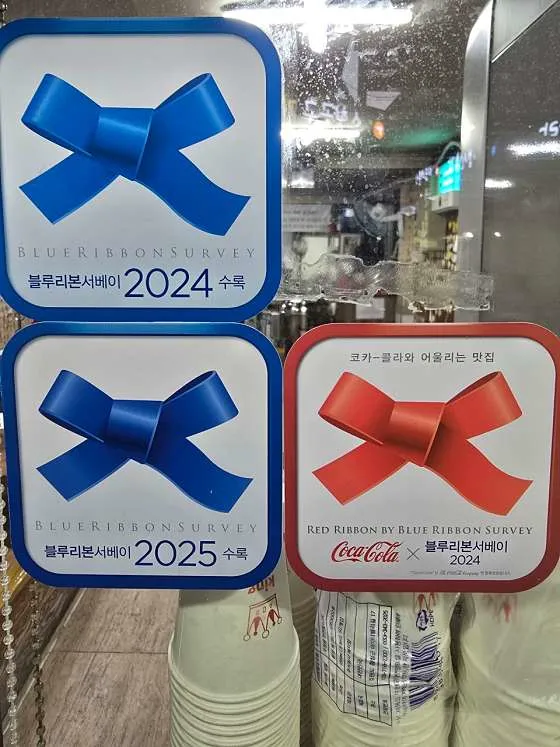 BLUERIBBONSURVEY
블루리본서베이 2024 수록
BLUERIBBONSURVEY
블루리본서베이 2025 수록
코카-콜라와 어울리는 맛집
RED RIBBON BY BLUE RIBBON SURVEY
Coca-Cola × 블루리본서베이
2024
King